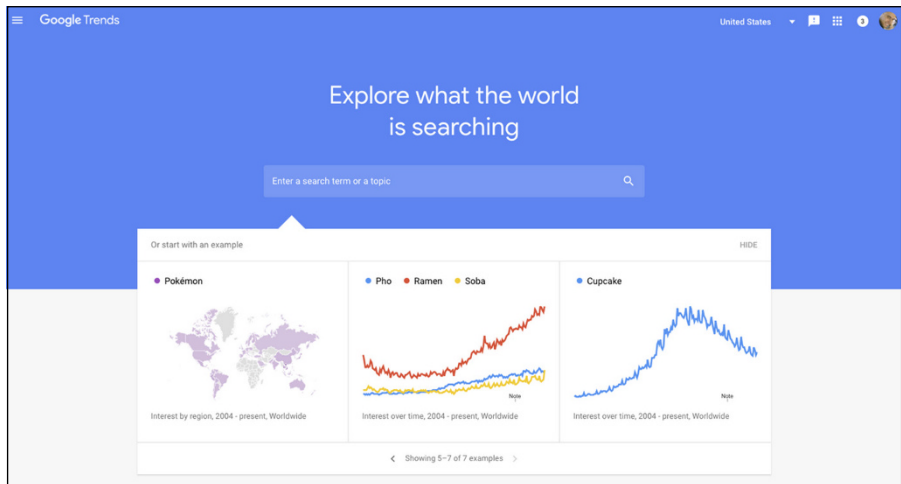 Google Trends
United States
3
Explore what the world
is searching
Enter a search term or a topic
Or start with an example
HIDE
Pokémon
Interest by region, 2004 - present, Worldwide
Pho Ramen Soba
Note
Interest over time, 2004 - present, Worldwide
Cupcake
Note
Interest over time, 2004 - present, Worldwide
Showing 5–7 of 7 examples